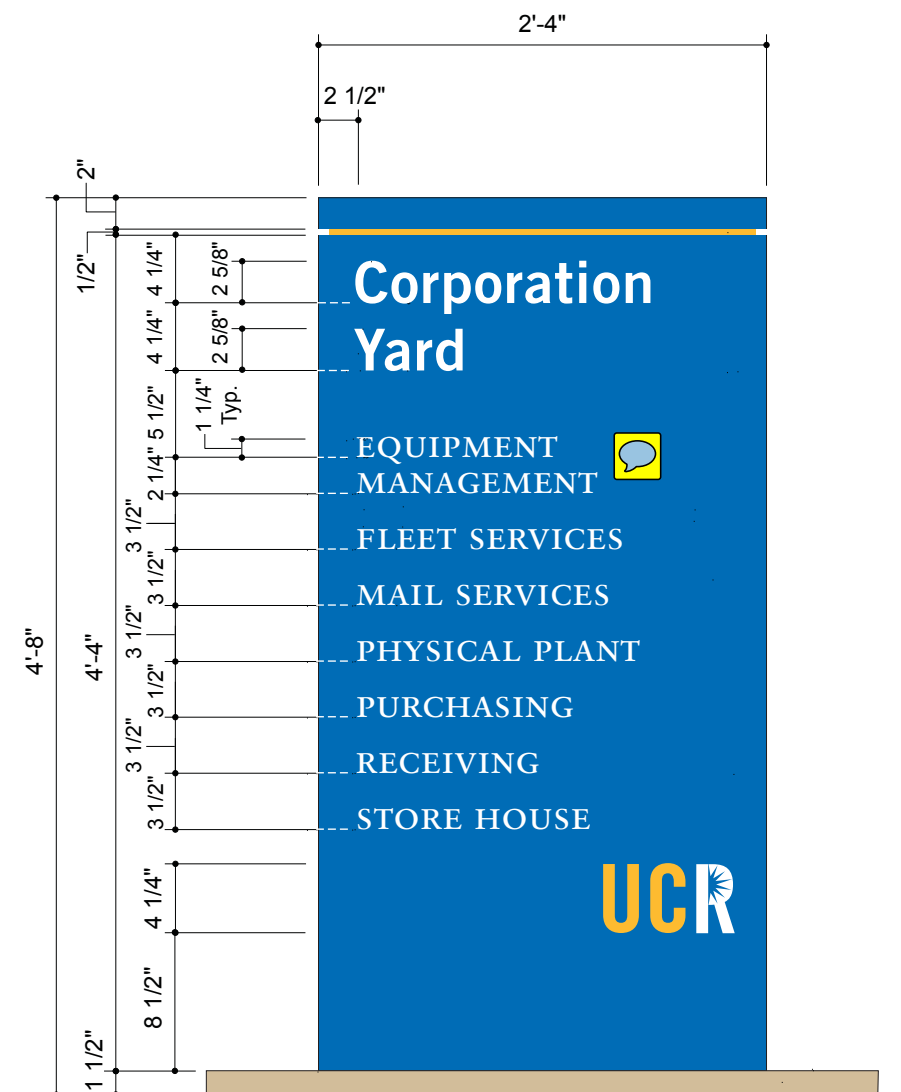 2'-4"
2 1/2"
2"
1/2"
4 1/4"
2 5/8"
Corporation
4 1/4"
2 5/8"
Yard
5 1/2"
1 1/4"
Typ.
EQUIPMENT
2 1/4"
MANAGEMENT
3 1/2"
FLEET SERVICES
3 1/2"
MAIL SERVICES
3 1/2"
PHYSICAL PLANT
4'-8"
4'-4"
3 1/2"
PURCHASING
3 1/2"
RECEIVING
3 1/2"
STORE HOUSE
4 1/4"
UCR
8 1/2"
1 1/2"